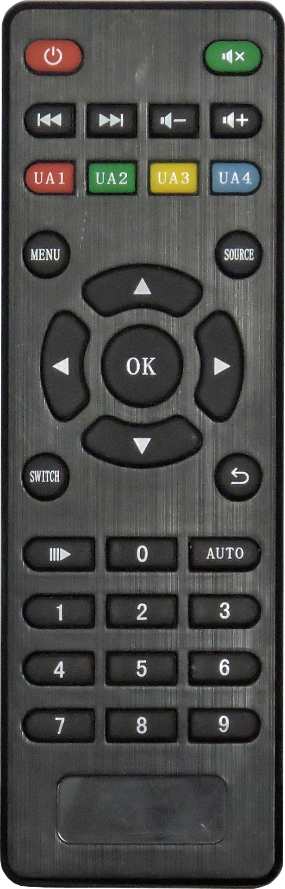 UA1 UA2 UA3 UA4
MENU SOURCE
OK
SWITCH
0 AUTO
1 2 3
4 5 6
7 8 9